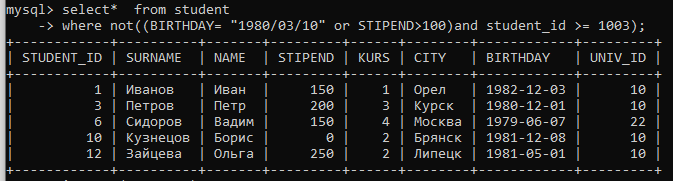 mysql> select*  from student
    -> where not((BIRTHDAY= "1980/03/10" or STIPEND>100)and student_id >= 1003);
+------------+----------+-------+---------+------+--------+------------+---------+
| STUDENT_ID | SURNAME  | NAME  | STIPEND | KURS | CITY   | BIRTHDAY   | UNIV_ID |
+------------+----------+-------+---------+------+--------+------------+---------+
|          1 | Иванов   | Иван  |     150 |    1 | Орел   | 1982-12-03 |      10 |
|          3 | Петров   | Петр  |     200 |    3 | Курск  | 1980-12-01 |      10 |
|          6 | Сидоров  | Вадим |     150 |    4 | Москва | 1979-06-07 |      22 |
|         10 | Кузнецов | Борис |       0 |    2 | Брянск | 1981-12-08 |      10 |
|         12 | Зайцева  | Ольга |     250 |    2 | Липецк | 1981-05-01 |      10 |
+------------+----------+-------+---------+------+--------+------------+---------+